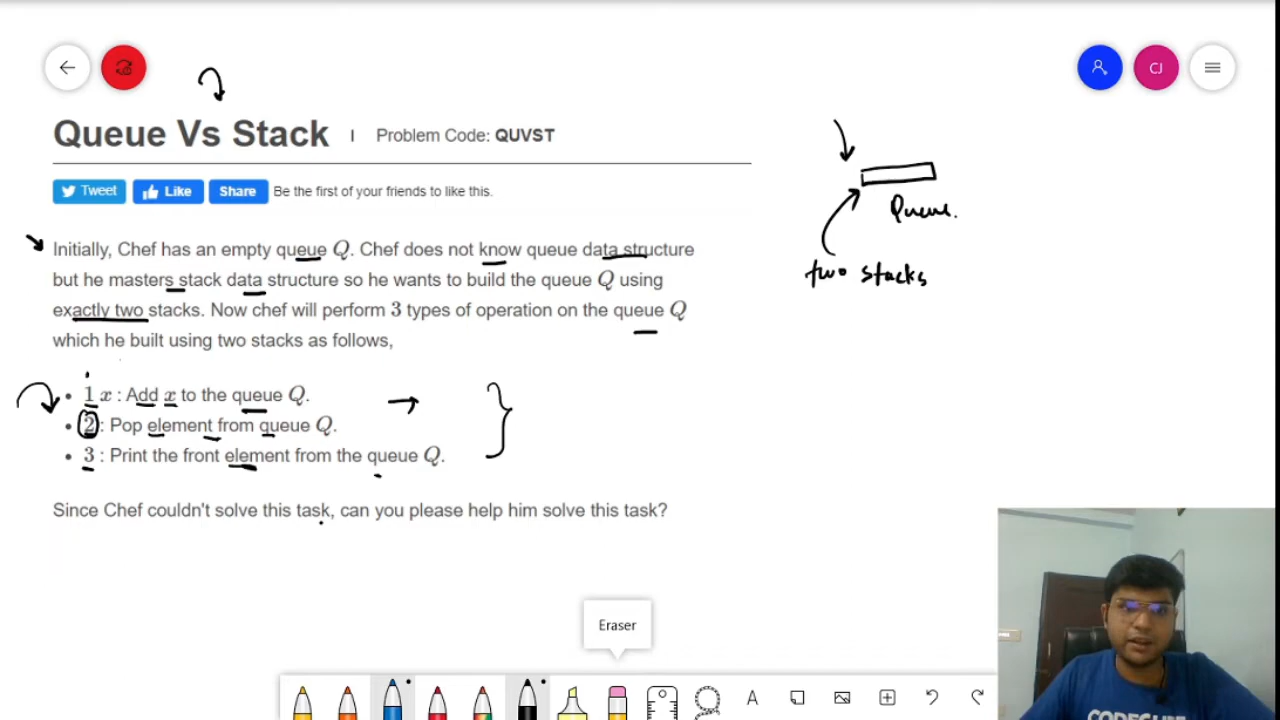 CJ
Queue Vs Stack | Problem Code: QUVST
Tweet Like Share Be the first of your friends to like this.
Queue.
two stacks
Initially, Chef has an empty queue Q. Chef does not know queue data structure
but he masters stack data structure so he wants to build the queue Q using
exactly two stacks. Now chef will perform 3 types of operation on the queue Q
which he built using two stacks as follows,
• 1 x : Add x to the queue Q.
• 2 : Pop element from queue Q.
• 3 : Print the front element from the queue Q.
Since Chef couldn't solve this task, can you please help him solve this task?
Eraser
A